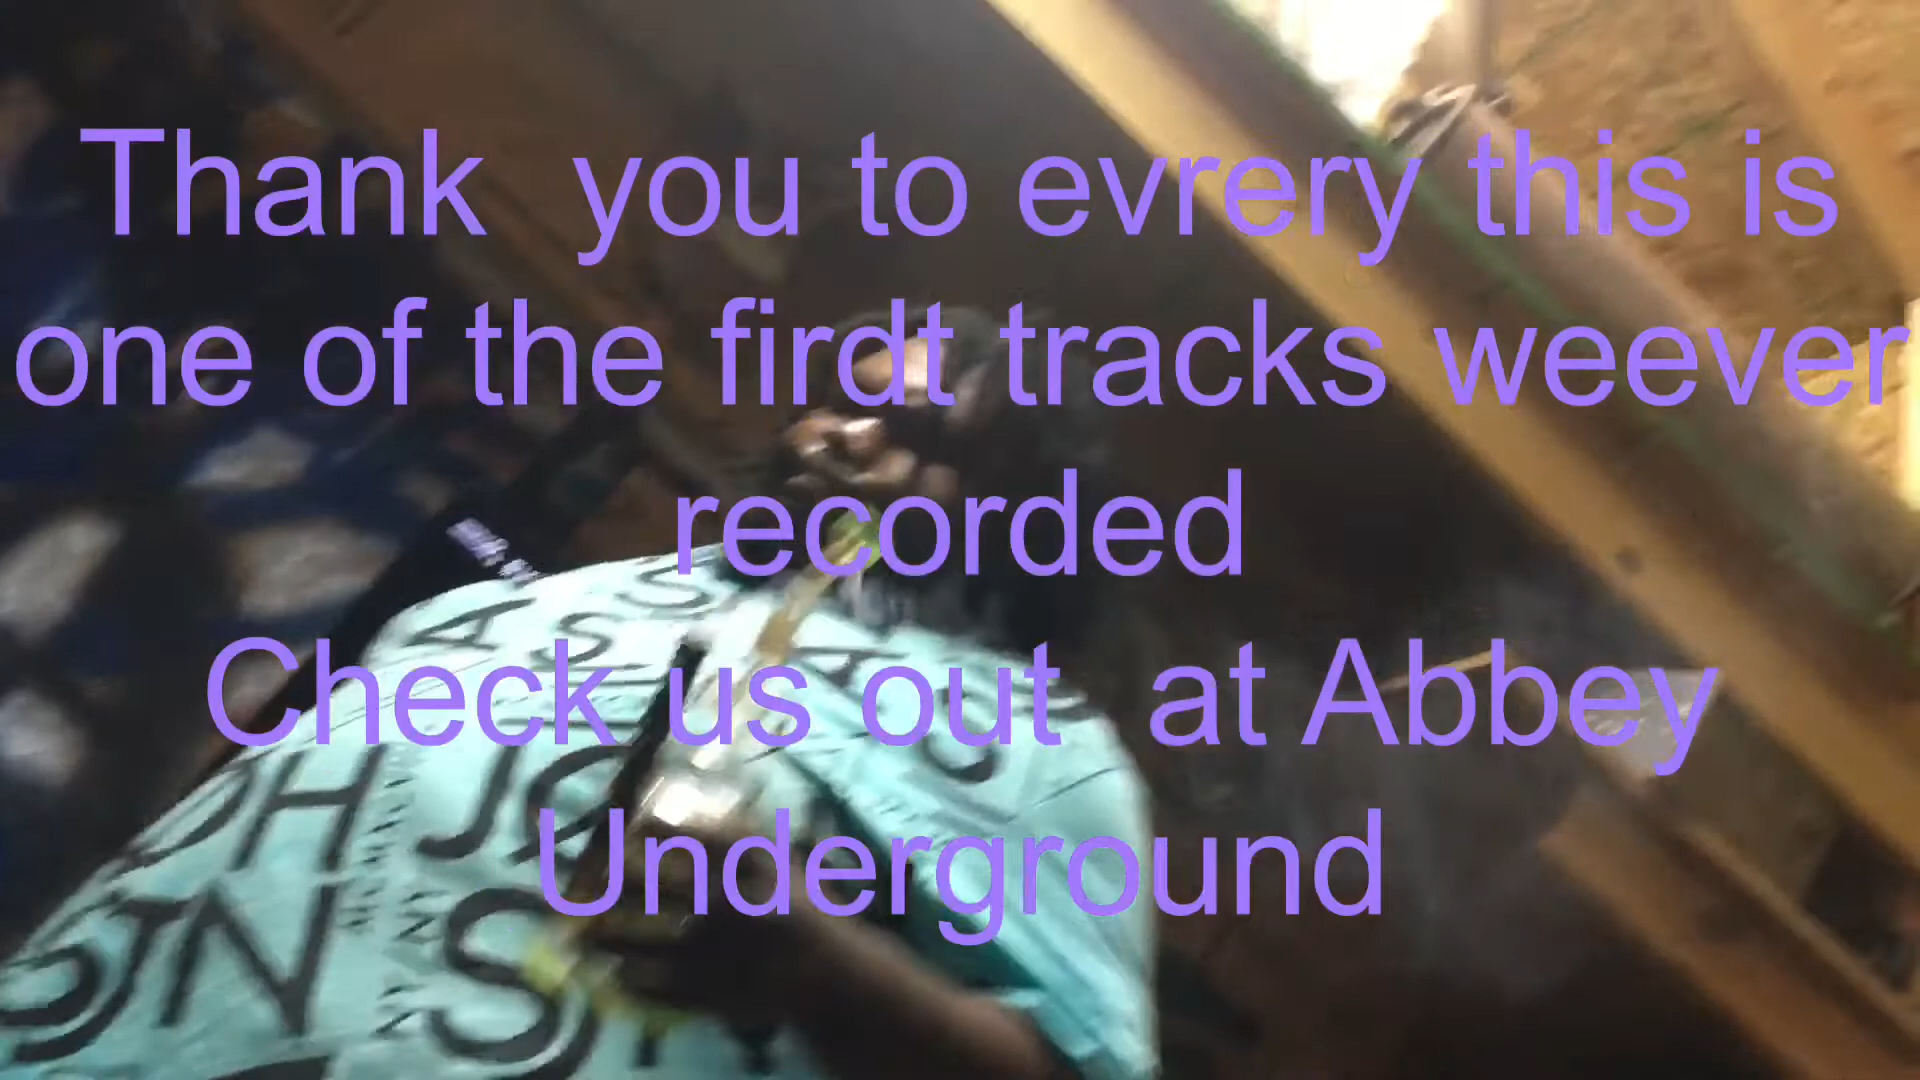 Thank  you to evrery this is
one of the firdt tracks weever
recorded
Check us out  at Abbey
Underground